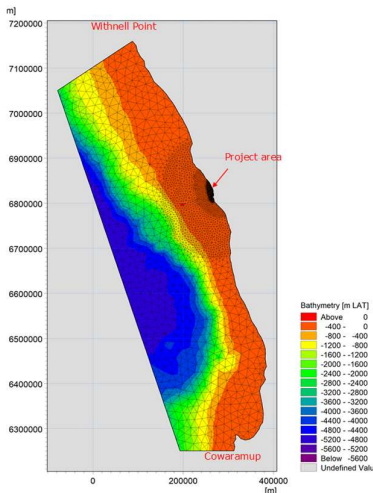 m]
7200000
Withnell Point
7100000
7000000
6900000
Project area
6800000
6700000
6600000
6500000
6400000
6300000
Cowaramup
0
200000
400000
[m]
Bathymetry [m LAT]
Above 0
-400 - 0
-800 - -400
-1200 - -800
-1600 - -1200
-2000 - -1600
-2400 - -2000
-2800 - -2400
-3200 - -2800
-3600 - -3200
-4000 - -3600
-4400 - -4000
-4800 - -4400
-5200 - -4800
-5600 - -5200
Below -5600
Undefined Valu